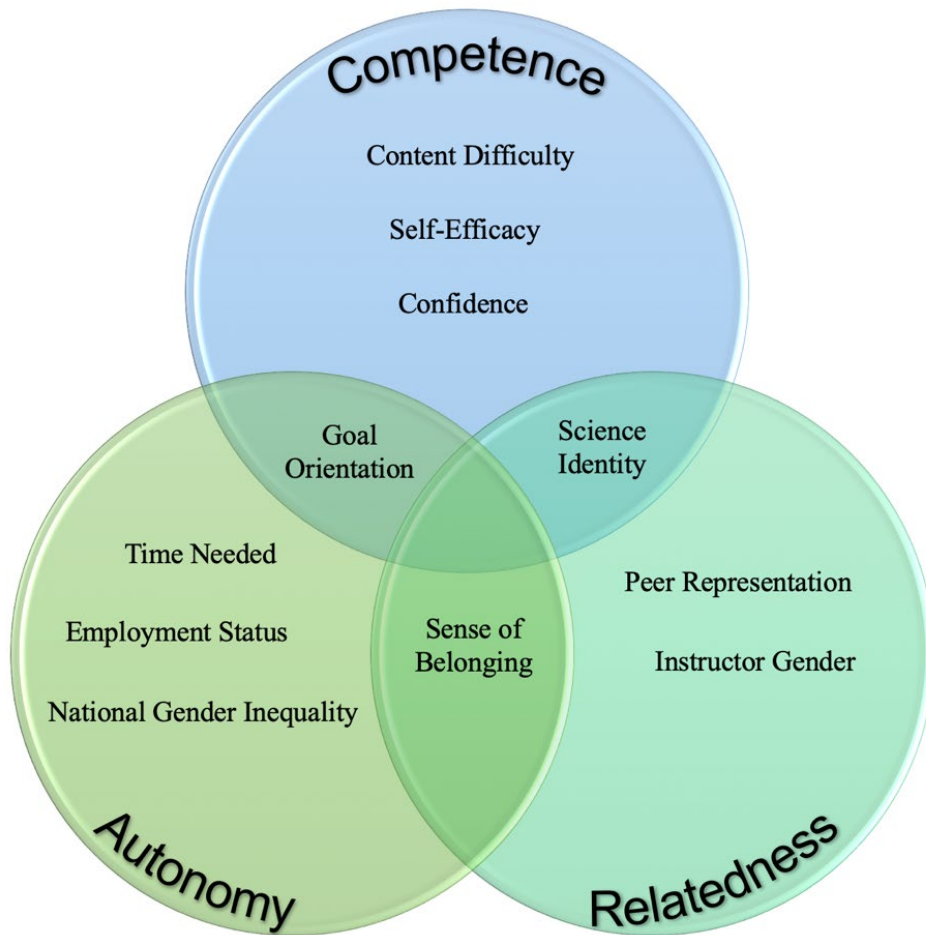 Competence
Content Difficulty
Self-Efficacy
Confidence
Goal
Orientation
Science
Identity
Time Needed
Employment Status
National Gender Inequality
Sense of
Belonging
Peer Representation
Instructor Gender
Autonomy
Relatedness